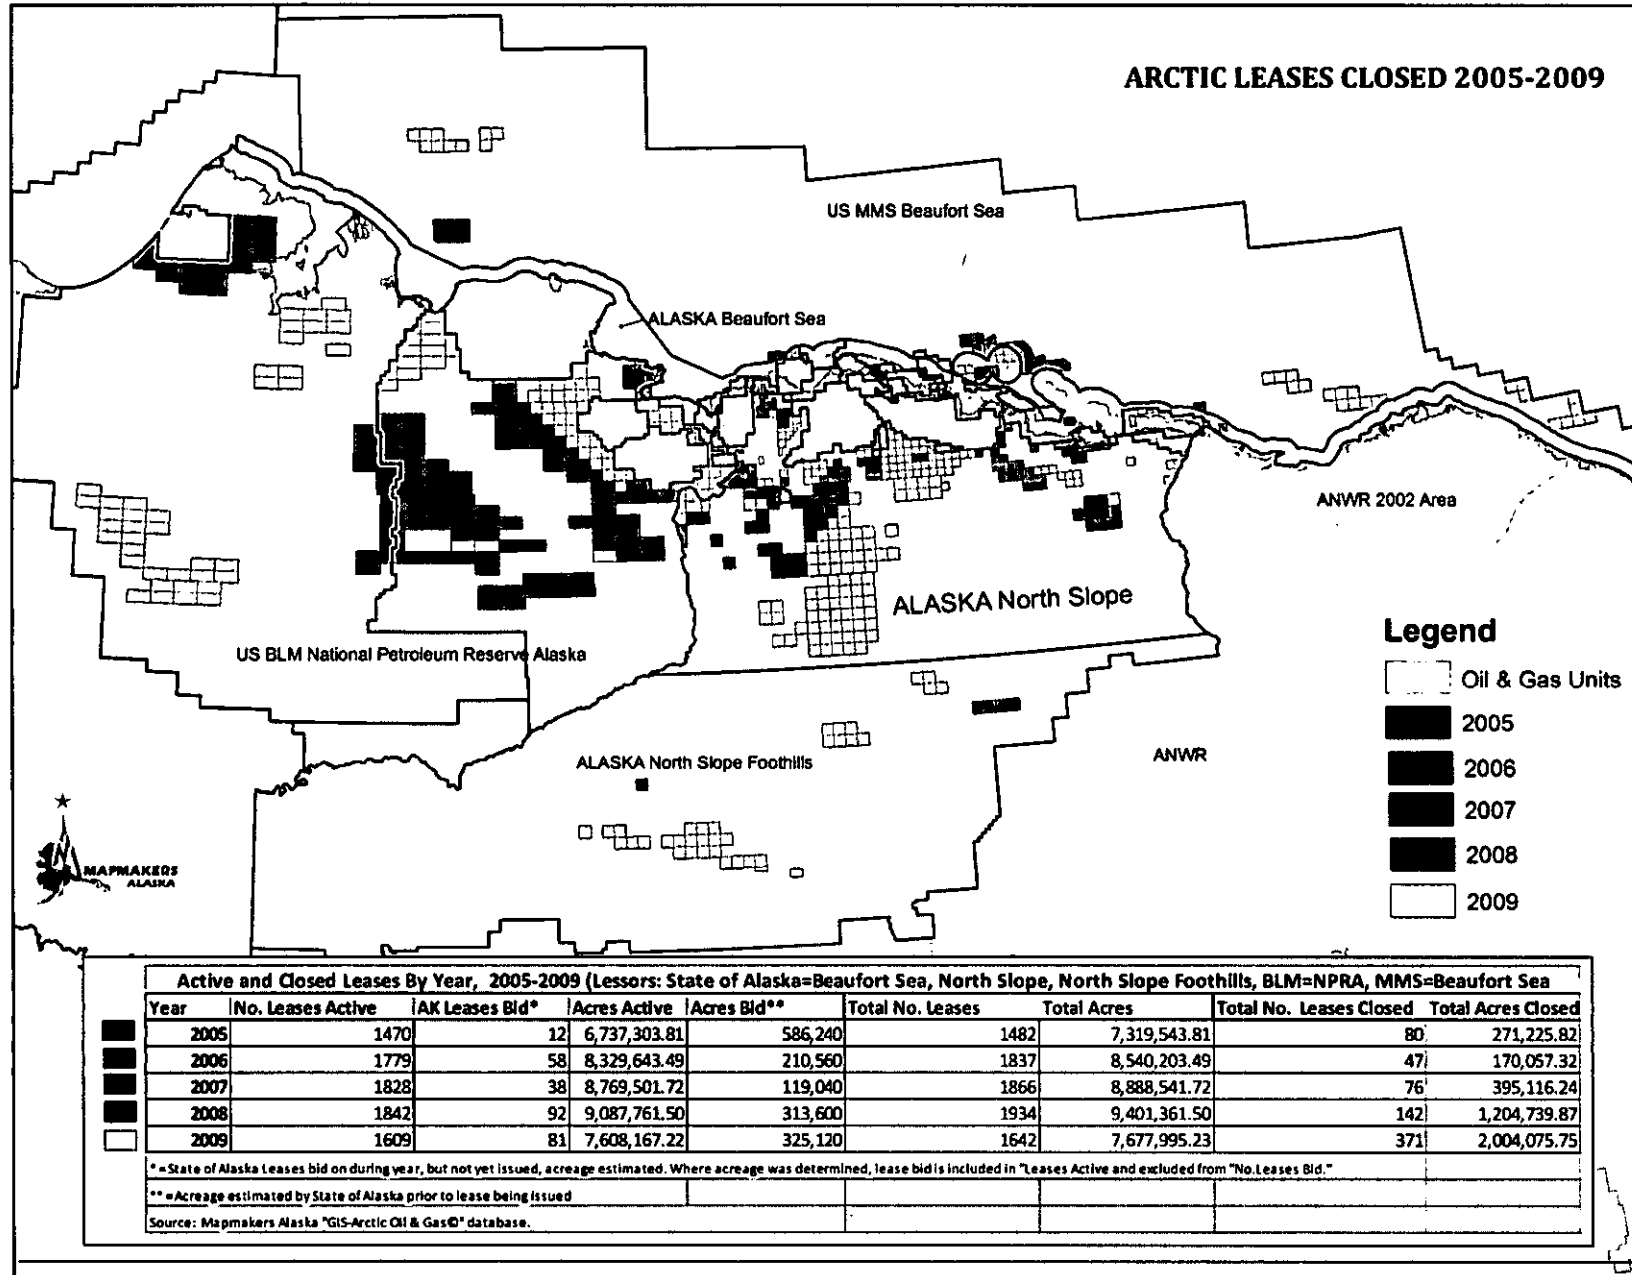 ARCTIC LEASES CLOSED 2005-2009
US MMS Beaufort Sea
ALASKA Beaufort Sea
ANWR 2002 Area
ALASKA North Slope
US BLM National Petroleum Reserve Alaska
ALASKA North Slope Foothills
ANWR
Legend
Oil & Gas Units
2005
2006
2007
2008
2009
MAPMAKERS
ALASKA
Active and Closed Leases By Year, 2005-2009 (Lessors: State of Alaska=Beaufort Sea, North Slope, North Slope Foothills, BLM=NPRA, MMS=Beaufort Sea
Year No. Leases Active AK Leases Bid* Acres Active Acres Bid** Total No. Leases Total Acres Total No. Leases Closed Total Acres Closed
2005 1470 12 6,737,303.81 586,240 1482 7,319,543.81 80 271,225.82
2006 1779 58 8,329,643.49 210,560 1837 8,540,203.49 47 170,057.32
2007 1828 38 8,769,501.72 119,040 1866 8,888,541.72 76 395,116.24
2008 1842 92 9,087,761.50 313,600 1934 9,401,361.50 142 1,204,739.87
2009 1609 81 7,608,167.22 325,120 1642 7,677,995.23 371 2,004,075.75
* =State of Alaska Leases bid on during year, but not yet issued, acreage estimated. Where acreage was determined, lease bid is included in "Leases Active and excluded from "No.Leases Bid."
** =Acreage estimated by State of Alaska prior to lease being issued
Source: Mapmakers Alaska "GIS-Arctic Oil & Gas©" database.